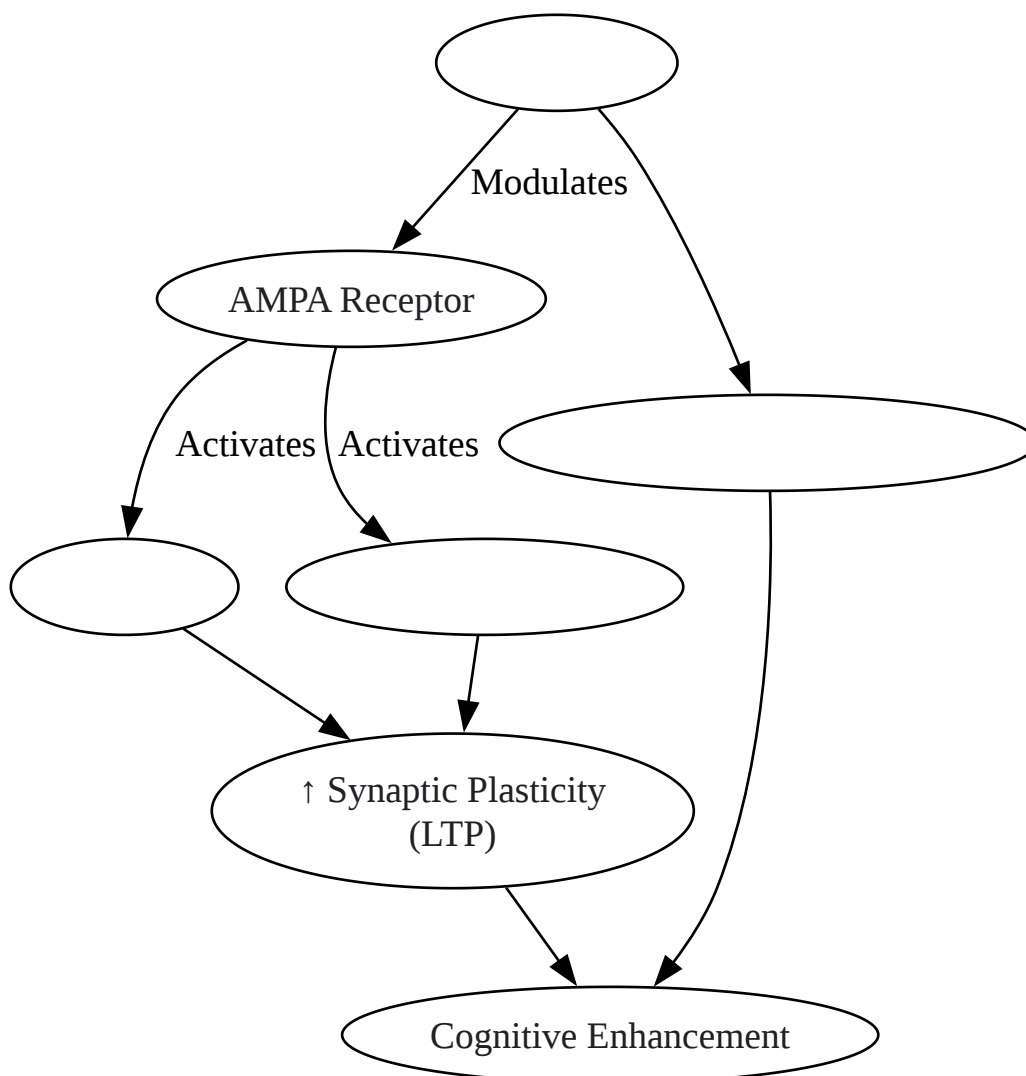 Modulates
AMPA Receptor
Activates
Activates
↑ Synaptic Plasticity
(LTP)
Cognitive Enhancement